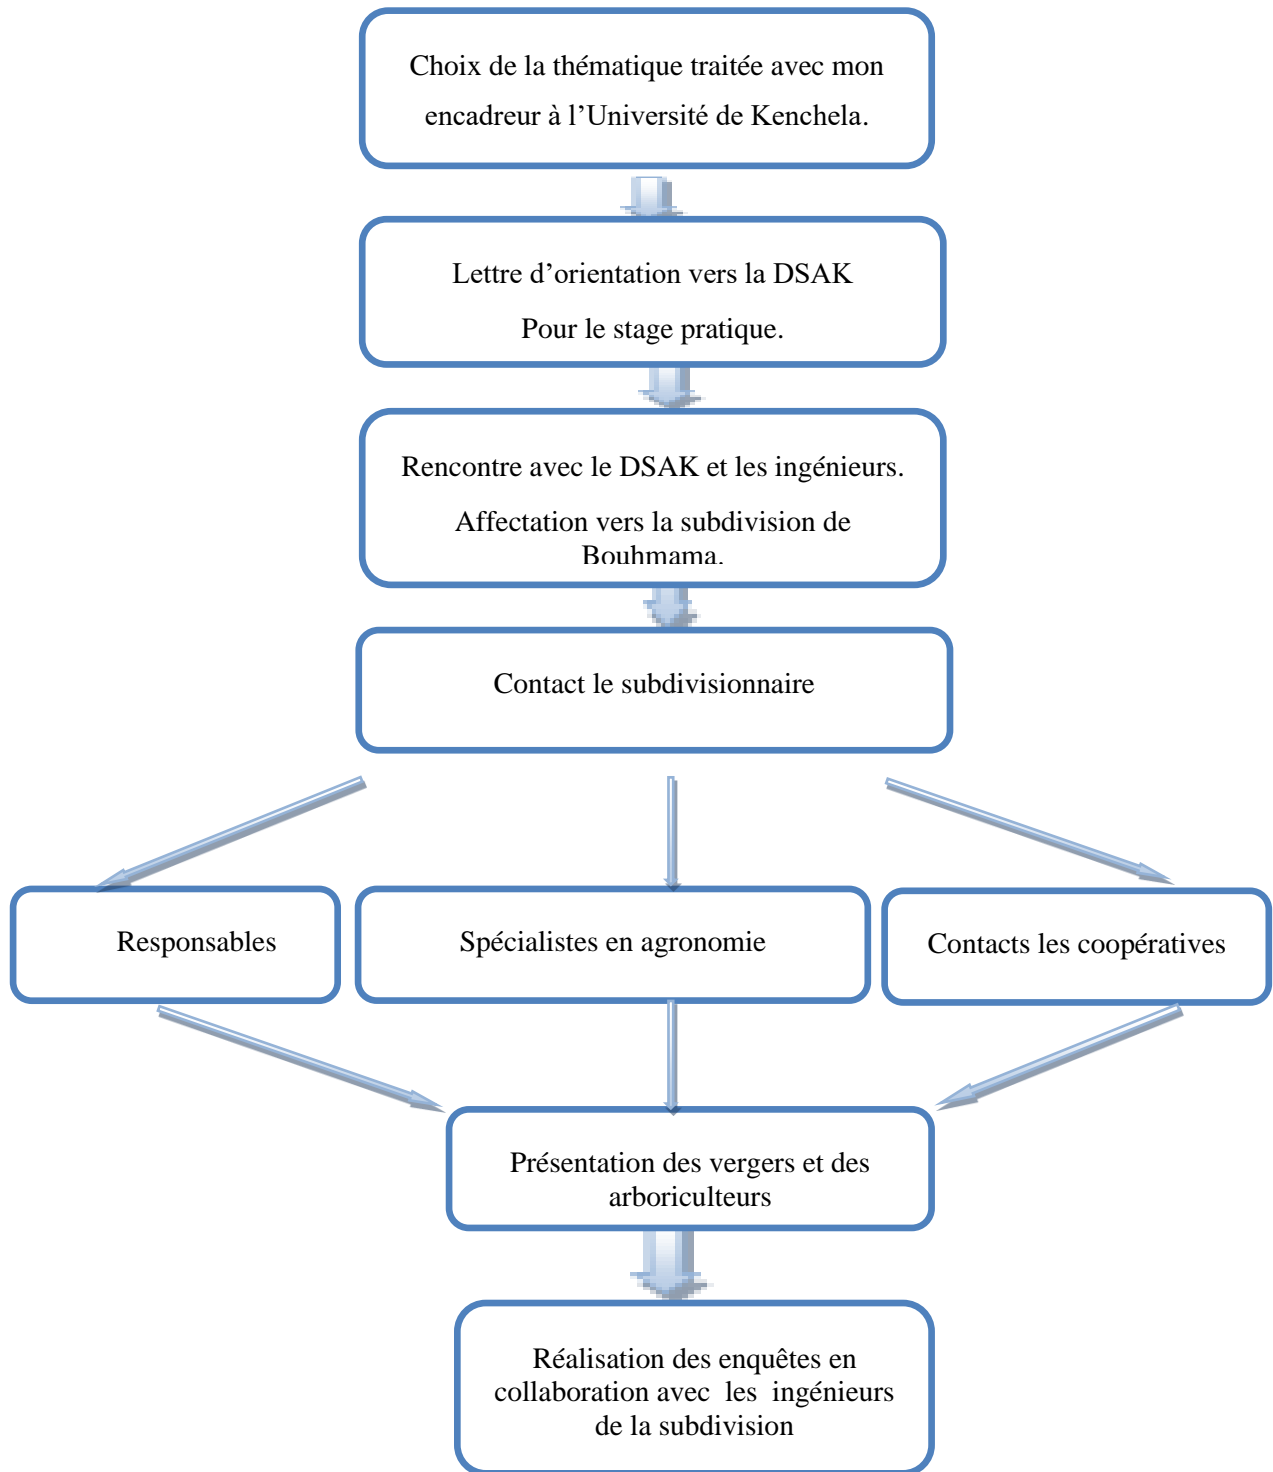 Choix de la thématique traitée avec mon
encadreur à l’Université de Kenchela.
Lettre d’orientation vers la DSAK
Pour le stage pratique.
Rencontre avec le DSAK et les ingénieurs.
Affectation vers la subdivision de
Bouhmama.
Contact le subdivisionnaire
Responsables
Spécialistes en agronomie
Contacts les coopératives
Présentation des vergers et des
arboriculteurs
Réalisation des enquêtes en
collaboration avec les ingénieurs
de la subdivision